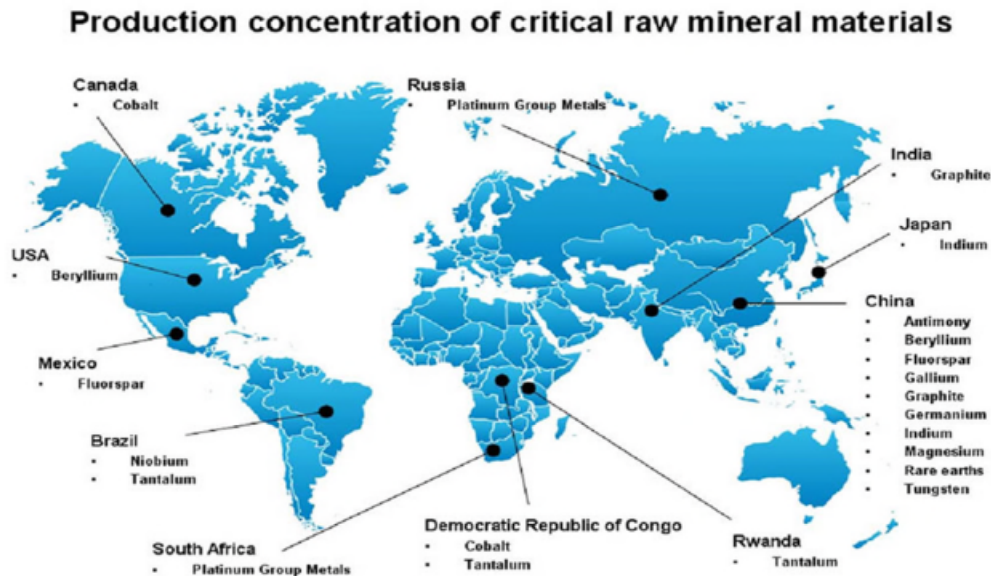 Production concentration of critical raw mineral materials
Canada
• Cobalt
Russia
• Platinum Group Metals
India
• Graphite
Japan
• Indium
USA
• Beryllium
China
• Antimony
• Beryllium
• Fluorspar
• Gallium
• Graphite
• Germanium
• Indium
• Magnesium
• Rare earths
• Tungsten
Mexico
• Fluorspar
Brazil
• Niobium
• Tantalum
South Africa
• Platinum Group Metals
Democratic Republic of Congo
• Cobalt
• Tantalum
Rwanda
• Tantalum